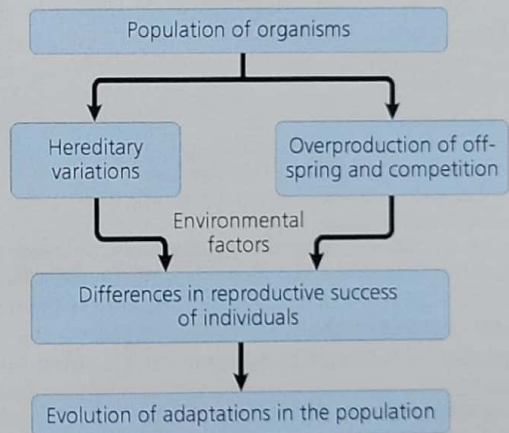 Population of organisms
Hereditary
variations
Overproduction of off-
spring and competition
Environmental
factors
Differences in reproductive success
of individuals
Evolution of adaptations in the population